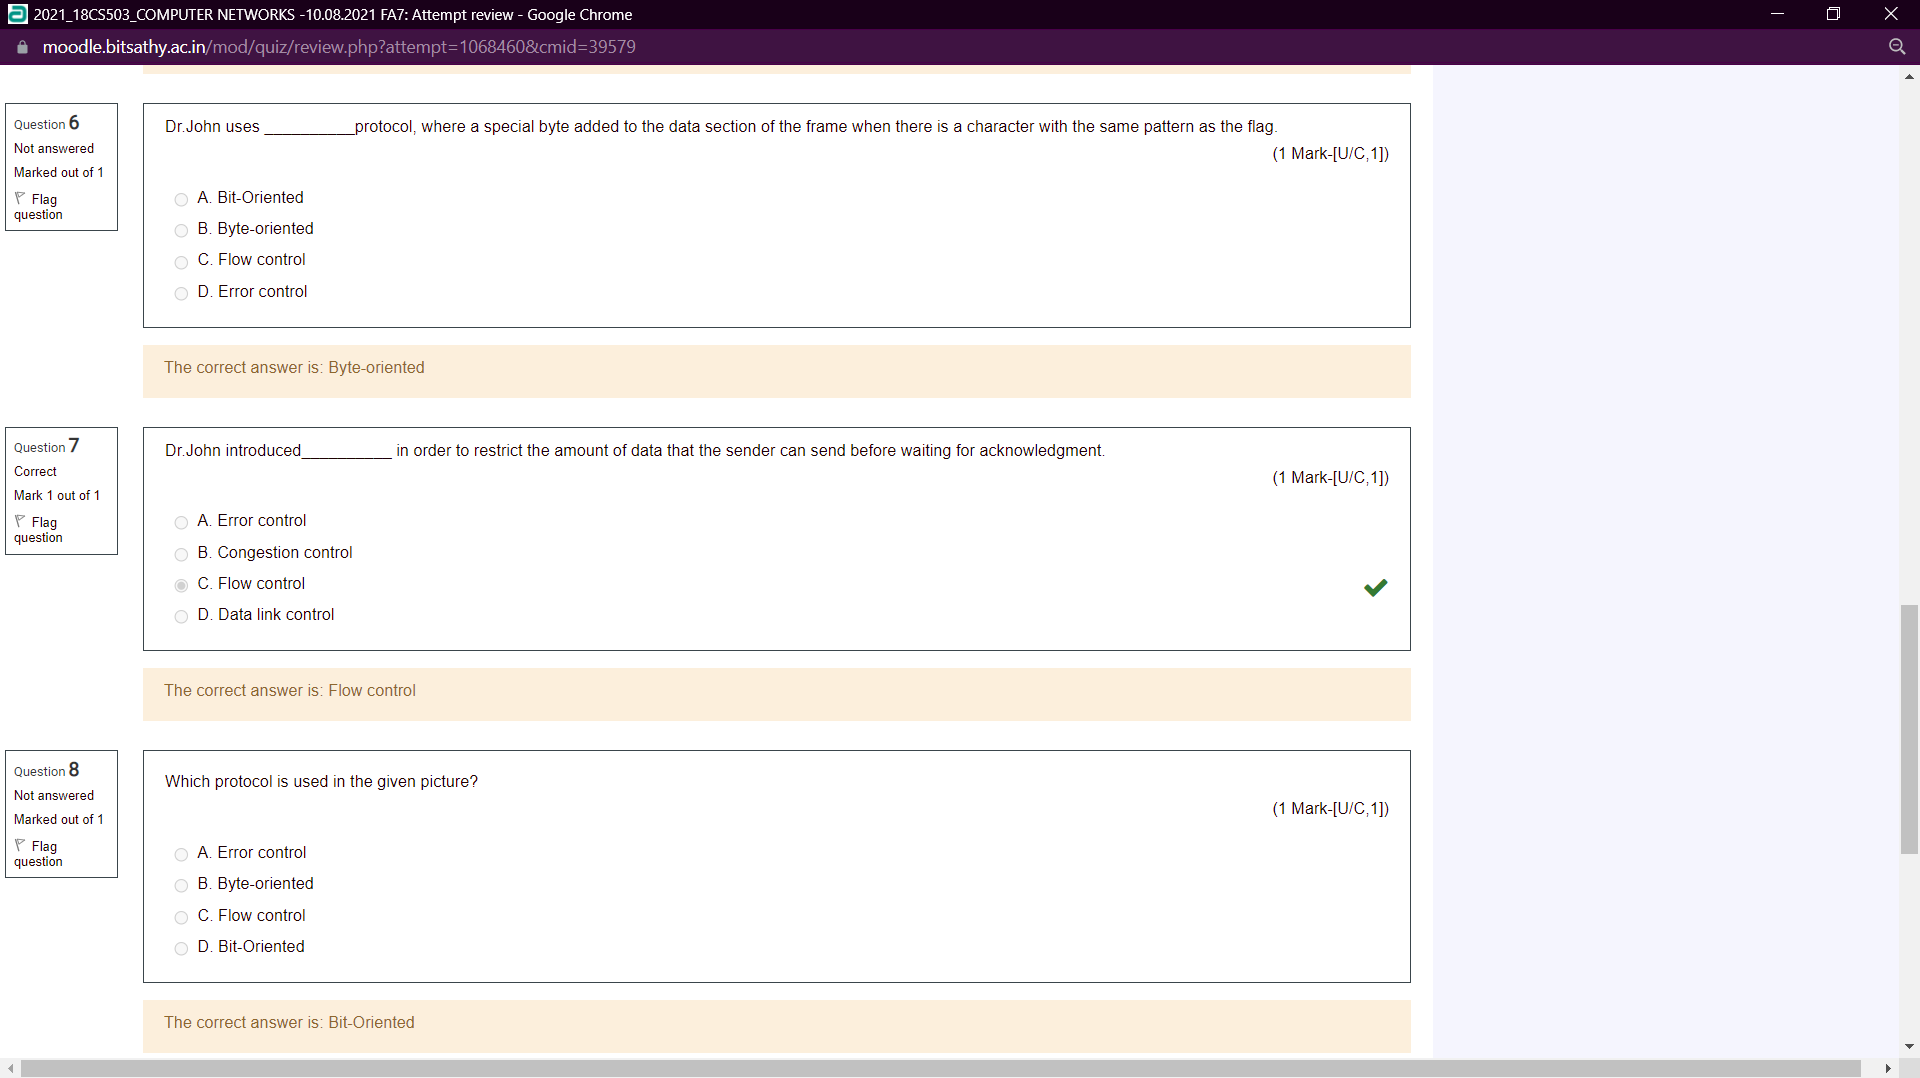 2021_18CS503_COMPUTER NETWORKS -10.08.2021 FA7: Attempt review - Google Chrome
moodle.bitsathy.ac.in/mod/quiz/review.php?attempt=1068460&cmid=39579
Question 6
Not answered
Marked out of 1
Flag
question
Dr.John uses __________protocol, where a special byte added to the data section of the frame when there is a character with the same pattern as the flag.
(1 Mark-[U/C,1])
A. Bit-Oriented
B. Byte-oriented
C. Flow control
D. Error control
The correct answer is: Byte-oriented
Question 7
Correct
Mark 1 out of 1
Flag
question
Dr.John introduced__________ in order to restrict the amount of data that the sender can send before waiting for acknowledgment.
(1 Mark-[U/C,1])
A. Error control
B. Congestion control
C. Flow control
D. Data link control
The correct answer is: Flow control
Question 8
Not answered
Marked out of 1
Flag
question
Which protocol is used in the given picture?
(1 Mark-[U/C,1])
A. Error control
B. Byte-oriented
C. Flow control
D. Bit-Oriented
The correct answer is: Bit-Oriented